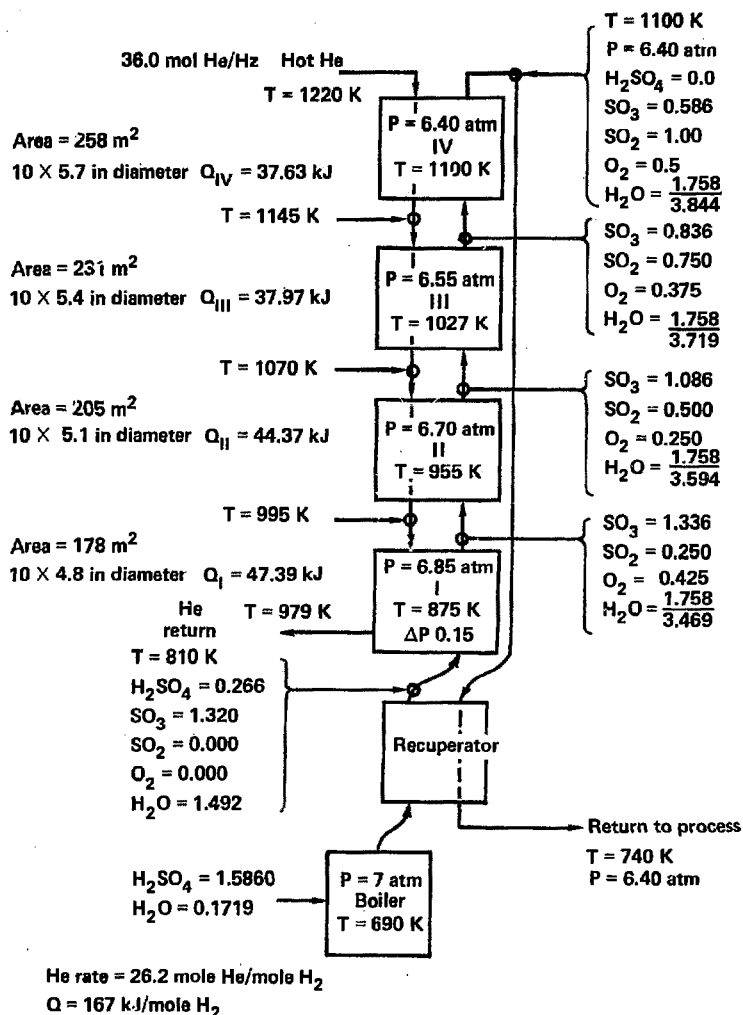 36.0 mol He/Hz Hot He
T = 1220 K
P = 6.40 atm
IV
T = 1100 K
T = 1100 K
P = 6.40 atm
H₂SO₄ = 0.0
SO₃ = 0.586
SO₂ = 1.00
O₂ = 0.5
H₂O = 1.758
3.844
Area = 258 m²
10 X 5.7 in diameter Q_IV = 37.63 kJ
T = 1145 K
SO₃ = 0.836
SO₂ = 0.750
O₂ = 0.375
H₂O = 1.758
3.719
Area = 231 m²
10 X 5.4 in diameter Q_III = 37.97 kJ
P = 6.55 atm
III
T = 1027 K
T = 1070 K
SO₃ = 1.086
SO₂ = 0.500
O₂ = 0.250
H₂O = 1.758
3.594
Area = 205 m²
10 X 5.1 in diameter Q_II = 44.37 kJ
P = 6.70 atm
II
T = 955 K
T = 995 K
SO₃ = 1.336
SO₂ = 0.250
O₂ = 0.425
H₂O = 1.758
3.469
Area = 178 m²
10 X 4.8 in diameter Q_I = 47.39 kJ
P = 6.85 atm
I
T = 875 K
ΔP 0.15
He
return
T = 979 K
T = 810 K
H₂SO₄ = 0.266
SO₃ = 1.320
SO₂ = 0.000
O₂ = 0.000
H₂O = 1.492
Recuperator
Return to process
T = 740 K
P = 6.40 atm
H₂SO₄ = 1.5860
H₂O = 0.1719
P = 7 atm
Boiler
T = 690 K
He rate = 26.2 mole He/mole H₂
Q = 167 kJ/mole H₂